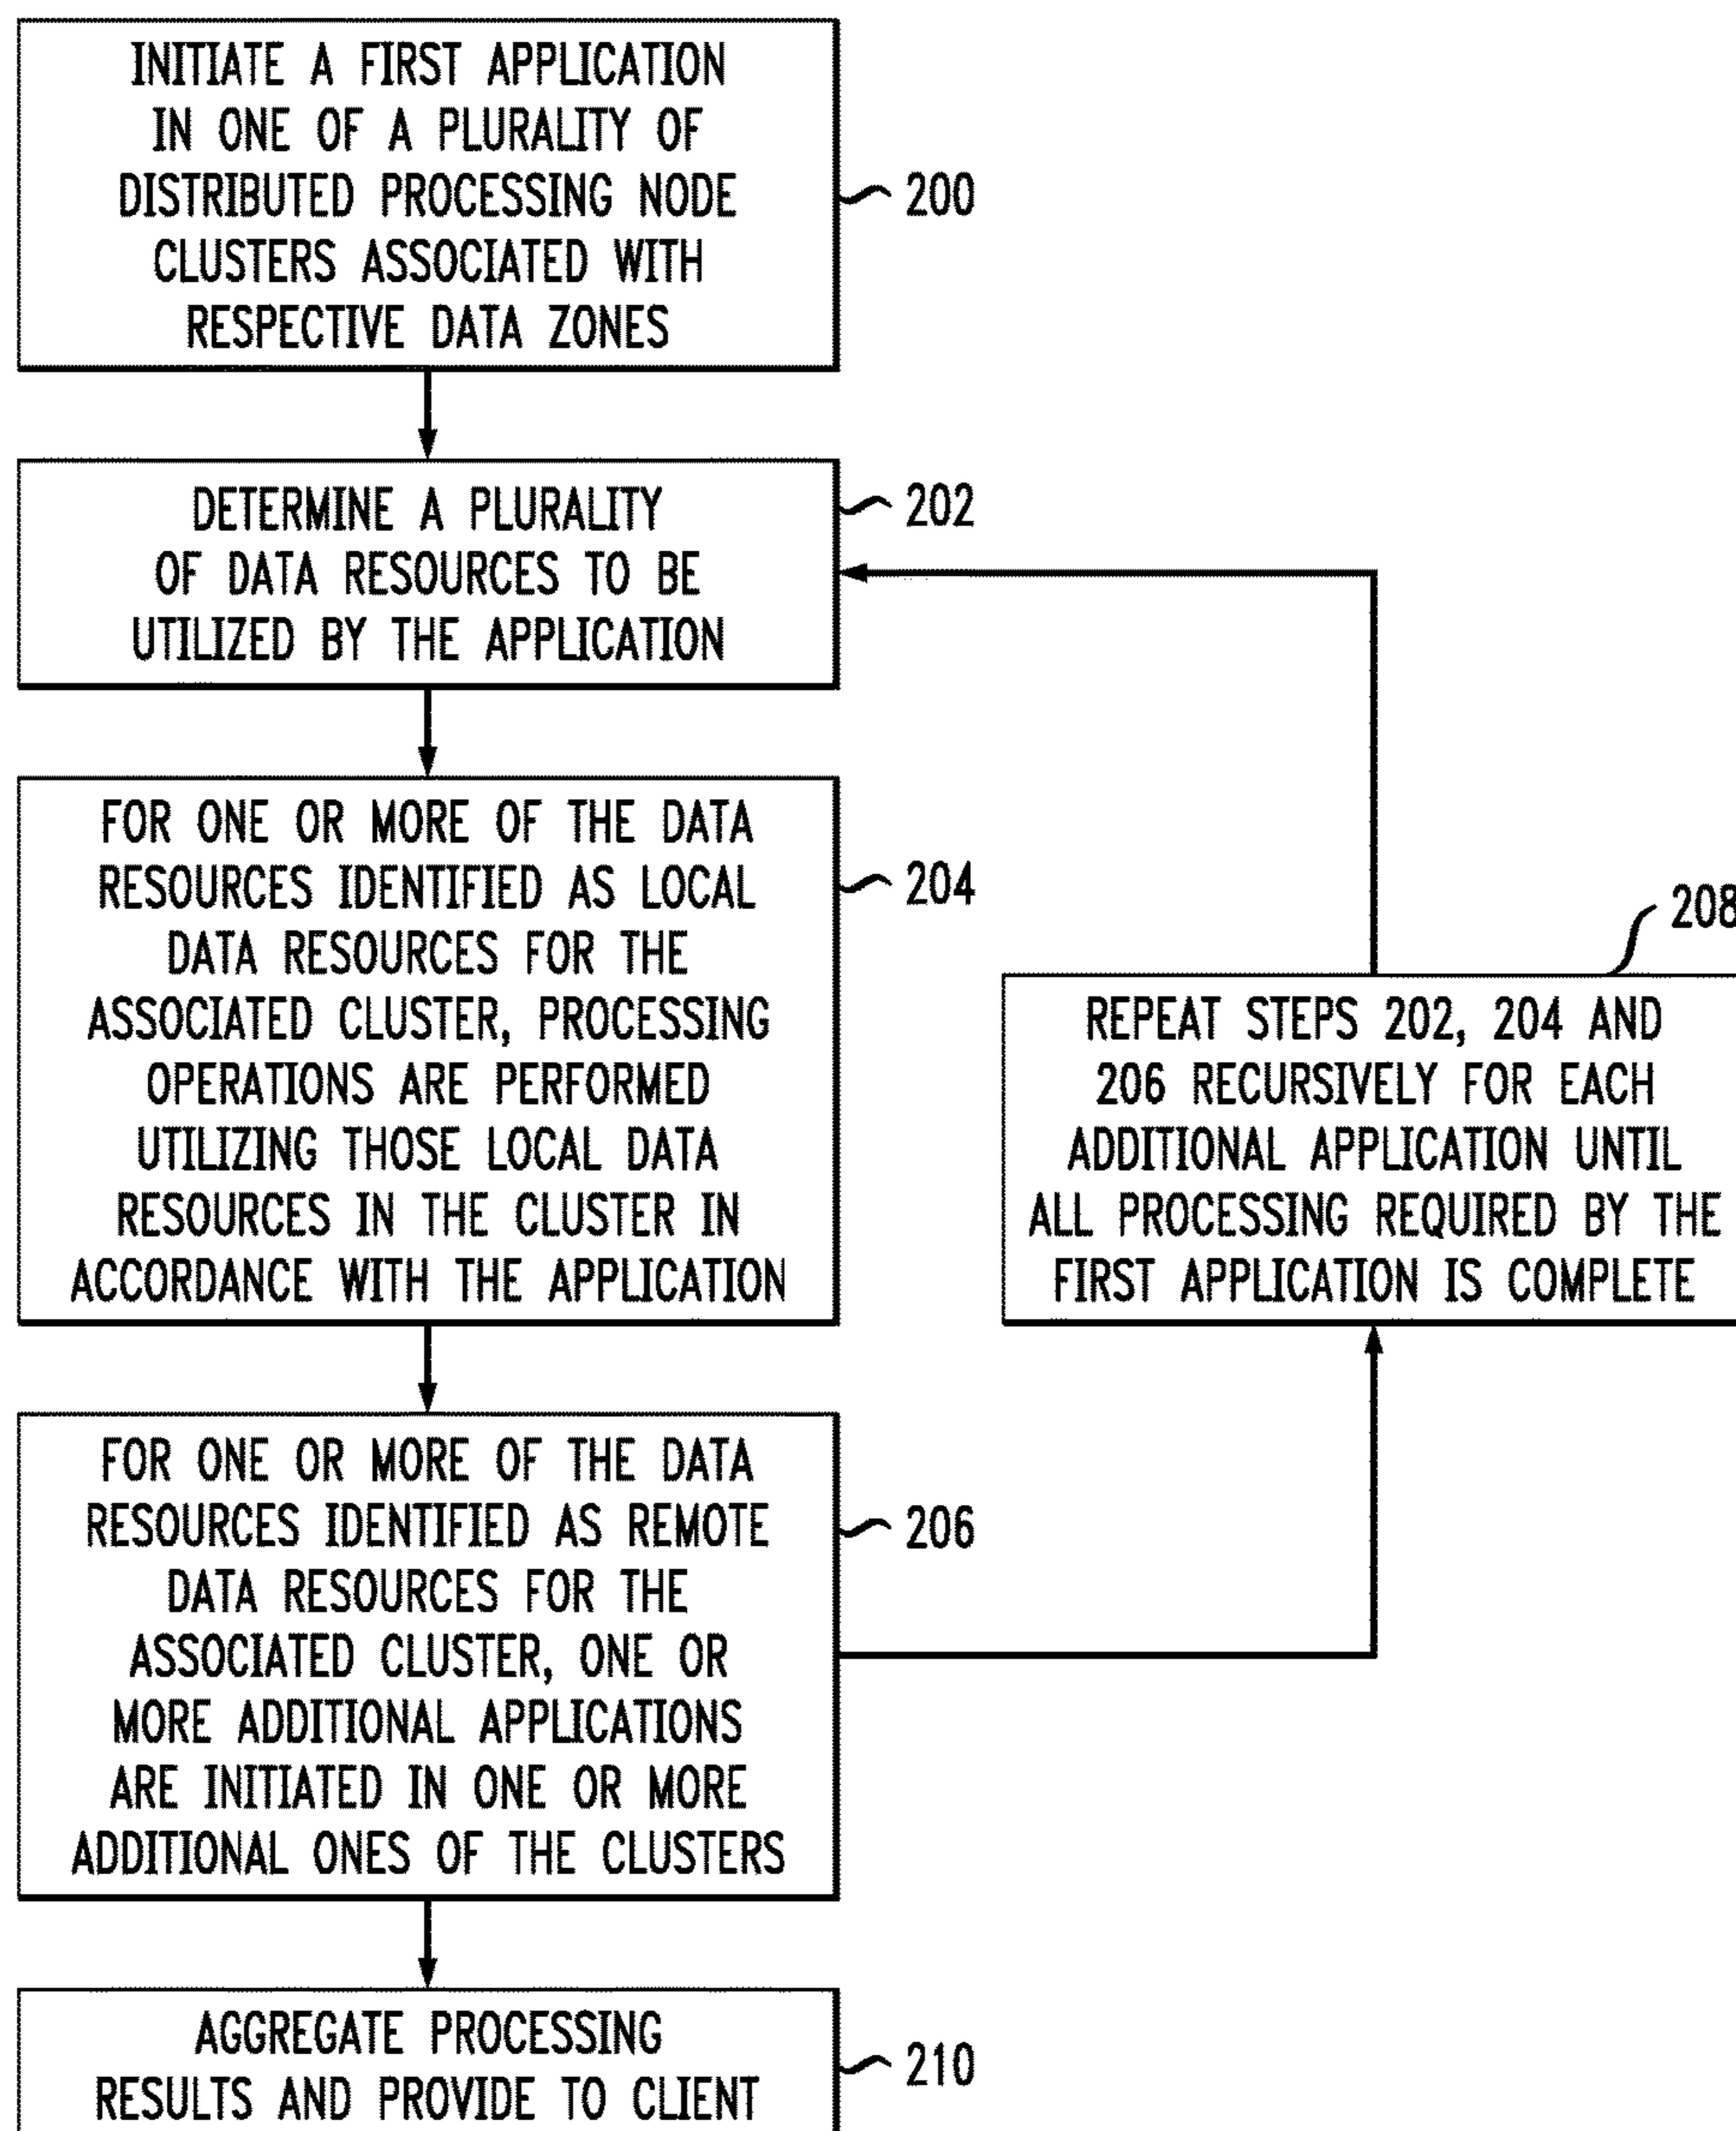 INITIATE A FIRST APPLICATION
IN ONE OF A PLURALITY OF
DISTRIBUTED PROCESSING NODE
CLUSTERS ASSOCIATED WITH
RESPECTIVE DATA ZONES
200
DETERMINE A PLURALITY
OF DATA RESOURCES TO BE
UTILIZED BY THE APPLICATION
202
FOR ONE OR MORE OF THE DATA
RESOURCES IDENTIFIED AS LOCAL
DATA RESOURCES FOR THE
ASSOCIATED CLUSTER, PROCESSING
OPERATIONS ARE PERFORMED
UTILIZING THOSE LOCAL DATA
RESOURCES IN THE CLUSTER IN
ACCORDANCE WITH THE APPLICATION
204
208
REPEAT STEPS 202, 204 AND
206 RECURSIVELY FOR EACH
ADDITIONAL APPLICATION UNTIL
ALL PROCESSING REQUIRED BY THE
FIRST APPLICATION IS COMPLETE
FOR ONE OR MORE OF THE DATA
RESOURCES IDENTIFIED AS REMOTE
DATA RESOURCES FOR THE
ASSOCIATED CLUSTER, ONE OR
MORE ADDITIONAL APPLICATIONS
ARE INITIATED IN ONE OR MORE
ADDITIONAL ONES OF THE CLUSTERS
206
AGGREGATE PROCESSING
RESULTS AND PROVIDE TO CLIENT
210